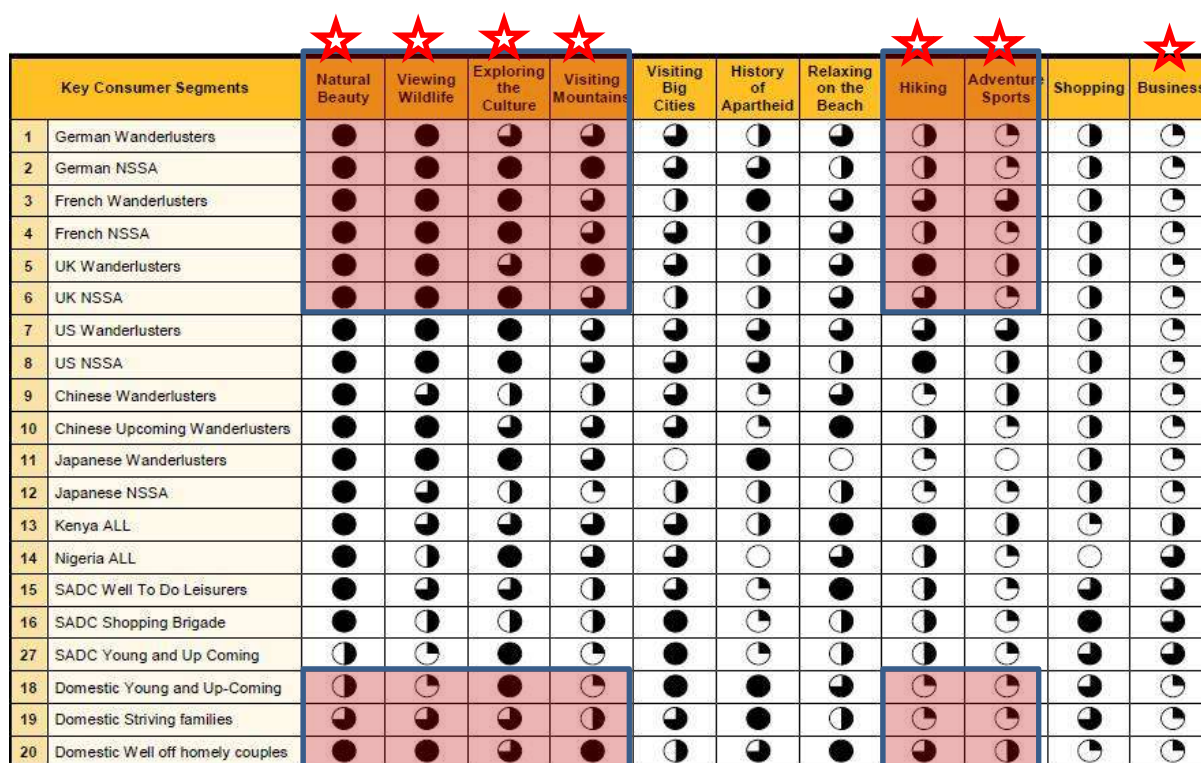 Key Consumer Segments
Natural
Beauty
Viewing
Wildlife
Exploring
the
Culture
Visiting
Mountains
Visiting
Big
Cities
History
of
Apartheid
Relaxing
on the
Beach
Hiking
Adventure
Sports
Shopping
Business
1 German Wanderlusters
2 German NSSA
3 French Wanderlusters
4 French NSSA
5 UK Wanderlusters
6 UK NSSA
7 US Wanderlusters
8 US NSSA
9 Chinese Wanderlusters
10 Chinese Upcoming Wanderlusters
11 Japanese Wanderlusters
12 Japanese NSSA
13 Kenya ALL
14 Nigeria ALL
15 SADC Well To Do Leisurers
16 SADC Shopping Brigade
27 SADC Young and Up Coming
18 Domestic Young and Up-Coming
19 Domestic Striving families
20 Domestic Well off homely couples